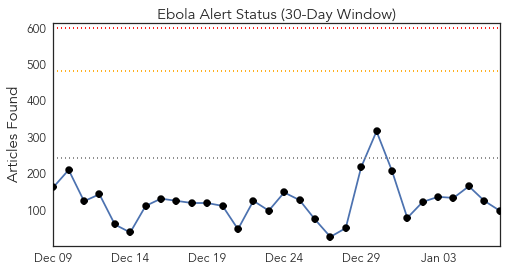 Ebola Alert Status (30-Day Window)
600
500
400
300
200
100
Articles Found
Dec 09 Dec 14 Dec 19 Dec 24 Dec 29 Jan 03